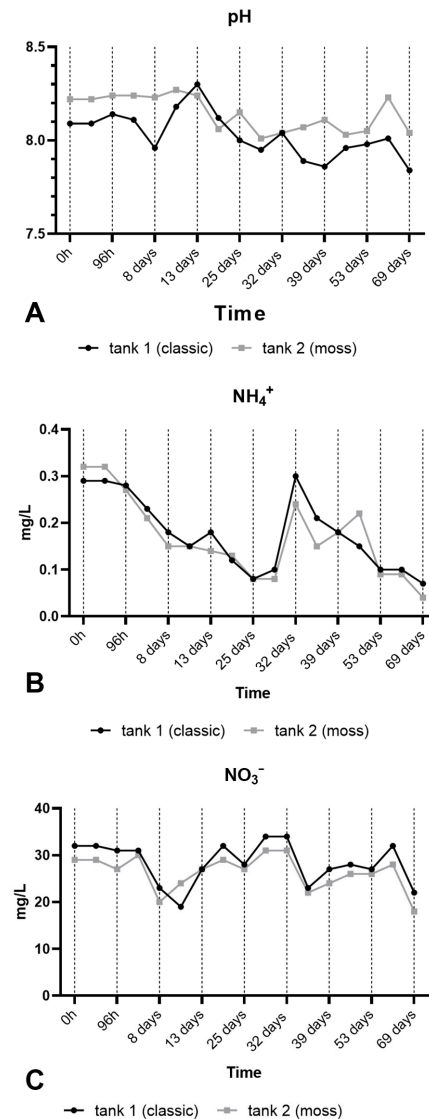 pH
8.5
8.0
7.5
0h
96h
8 days
13 days
25 days
32 days
39 days
53 days
69 days
A
Time
tank 1 (classic) tank 2 (moss)
NH₄⁺
mg/L
0.4
0.3
0.2
0.1
0.0
0h
96h
8 days
13 days
25 days
32 days
39 days
53 days
69 days
B
Time
tank 1 (classic) tank 2 (moss)
NO₃⁻
mg/L
40
30
20
10
0
0h
96h
8 days
13 days
25 days
32 days
39 days
53 days
69 days
C
Time
tank 1 (classic) tank 2 (moss)